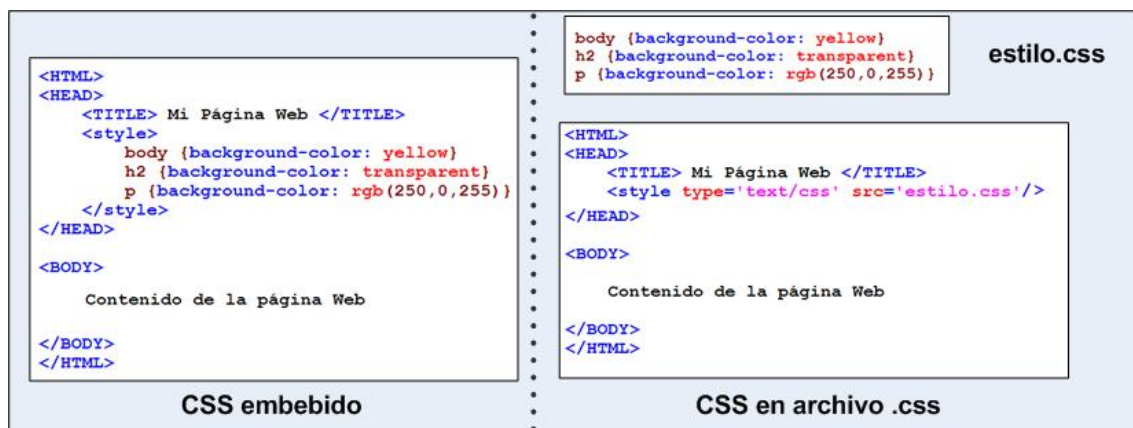 <HTML>
<HEAD>
<TITLE> Mi Página Web </TITLE>
<style>
body {background-color: yellow}
h2 {background-color: transparent}
p {background-color: rgb(250,0,255)}
</style>
</HEAD>
<BODY>
Contenido de la página Web
</BODY>
</HTML>
CSS embebido
body {background-color: yellow}
h2 {background-color: transparent}
p {background-color: rgb(250,0,255)}
estilo.css
<HTML>
<HEAD>
<TITLE> Mi Página Web </TITLE>
<style type='text/css' src='estilo.css'/>
</HEAD>
<BODY>
Contenido de la página Web
</BODY>
</HTML>
CSS en archivo .css